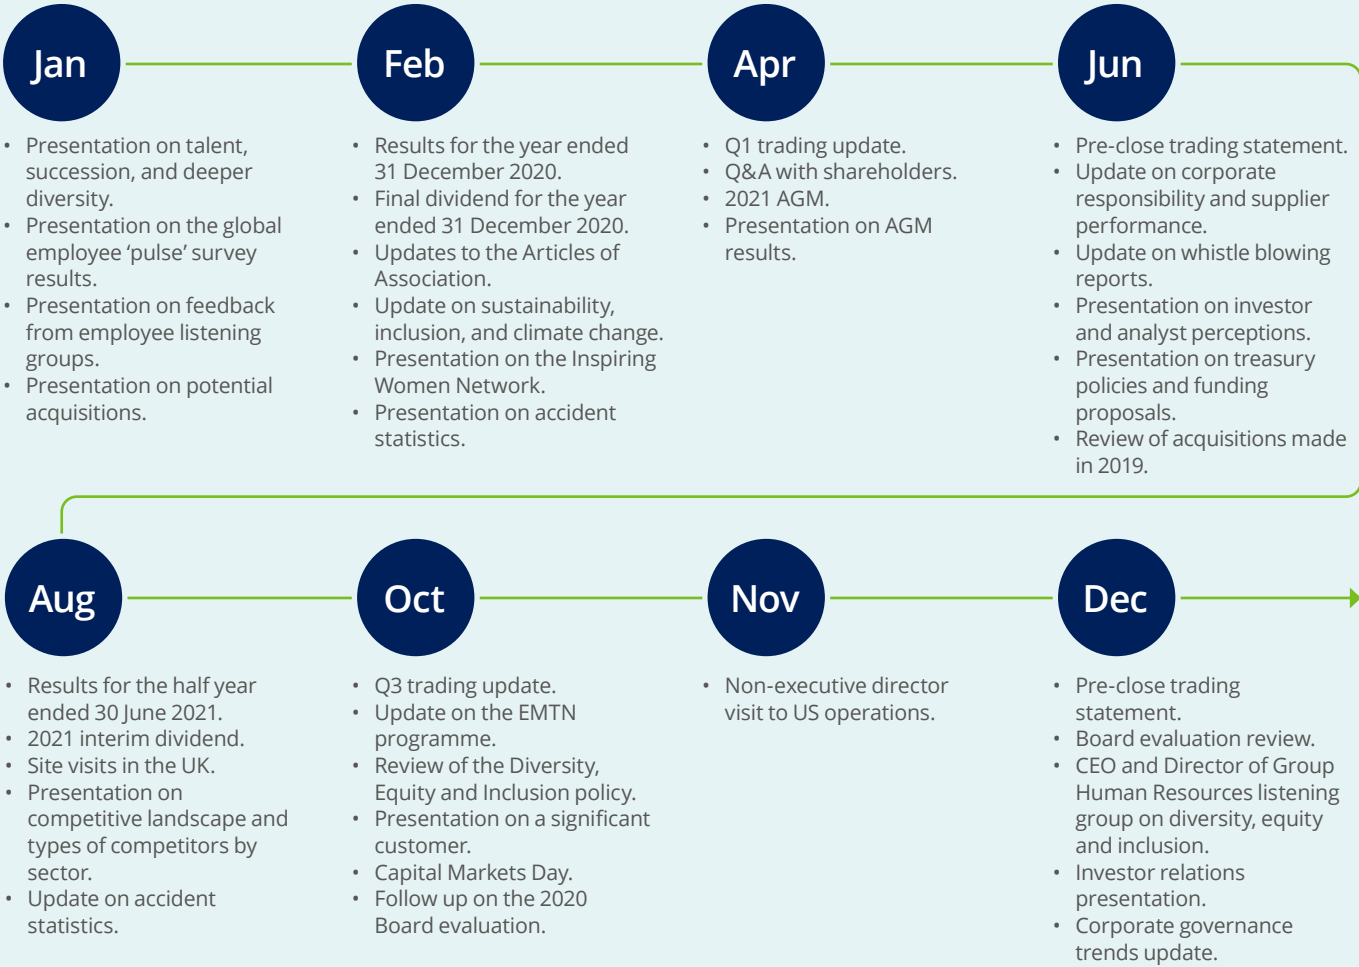 Jan
• Presentation on talent,
succession, and deeper
diversity.
• Presentation on the global
employee ‘pulse’ survey
results.
• Presentation on feedback
from employee listening
groups.
• Presentation on potential
acquisitions.
Feb
• Results for the year ended
31 December 2020.
• Final dividend for the year
ended 31 December 2020.
• Updates to the Articles of
Association.
• Update on sustainability,
inclusion, and climate change.
• Presentation on the Inspiring
Women Network.
• Presentation on accident
statistics.
Apr
• Q1 trading update.
• Q&A with shareholders.
• 2021 AGM.
• Presentation on AGM
results.
Jun
• Pre-close trading statement.
• Update on corporate
responsibility and supplier
performance.
• Update on whistle blowing
reports.
• Presentation on investor
and analyst perceptions.
• Presentation on treasury
policies and funding
proposals.
• Review of acquisitions made
in 2019.
Aug
• Results for the half year
ended 30 June 2021.
• 2021 interim dividend.
• Site visits in the UK.
• Presentation on
competitive landscape and
types of competitors by
sector.
• Update on accident
statistics.
Oct
• Q3 trading update.
• Update on the EMTN
programme.
• Review of the Diversity,
Equity and Inclusion policy.
• Presentation on a significant
customer.
• Capital Markets Day.
• Follow up on the 2020
Board evaluation.
Nov
• Non-executive director
visit to US operations.
Dec
• Pre-close trading
statement.
• Board evaluation review.
• CEO and Director of Group
Human Resources listening
group on diversity, equity
and inclusion.
• Investor relations
presentation.
• Corporate governance
trends update.